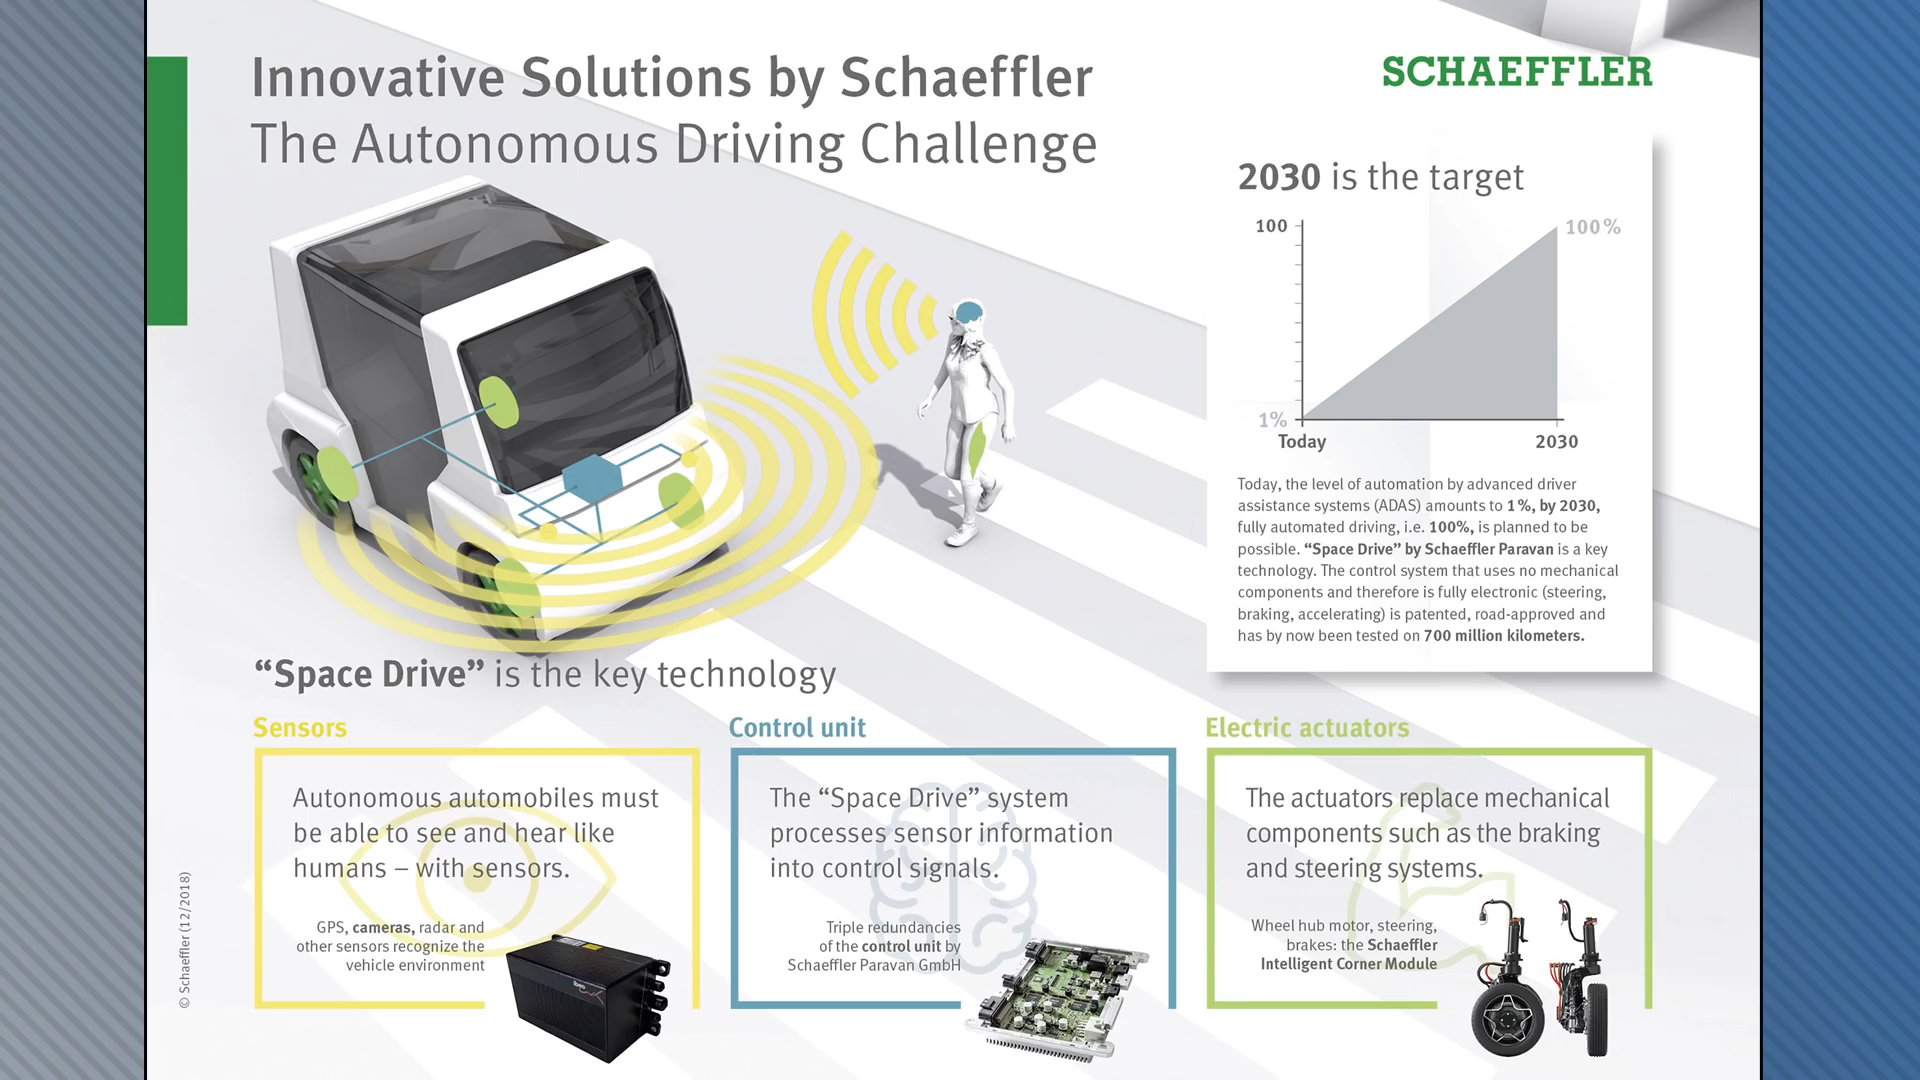 Innovative Solutions by Schaeffler
The Autonomous Driving Challenge
SCHAEFFLER
2030 is the target
100
100%
1%
Today
2030
Today, the level of automation by advanced driver
assistance systems (ADAS) amounts to 1%, by 2030,
fully automated driving, i.e. 100%, is planned to be
possible. “Space Drive” by Schaeffler Paravan is a key
technology. The control system that uses no mechanical
components and therefore is fully electronic (steering,
braking, accelerating) is patented, road-approved and
has by now been tested on 700 million kilometers.
“Space Drive” is the key technology
Sensors
Autonomous automobiles must
be able to see and hear like
humans – with sensors.
GPS, cameras, radar and
other sensors recognize the
vehicle environment
ibeo
Control unit
The “Space Drive” system
processes sensor information
into control signals.
Triple redundancies
of the control unit by
Schaeffler Paravan GmbH
Electric actuators
The actuators replace mechanical
components such as the braking
and steering systems.
Wheel hub motor, steering,
brakes: the Schaeffler
Intelligent Corner Module
© Schaeffler (12/2018)